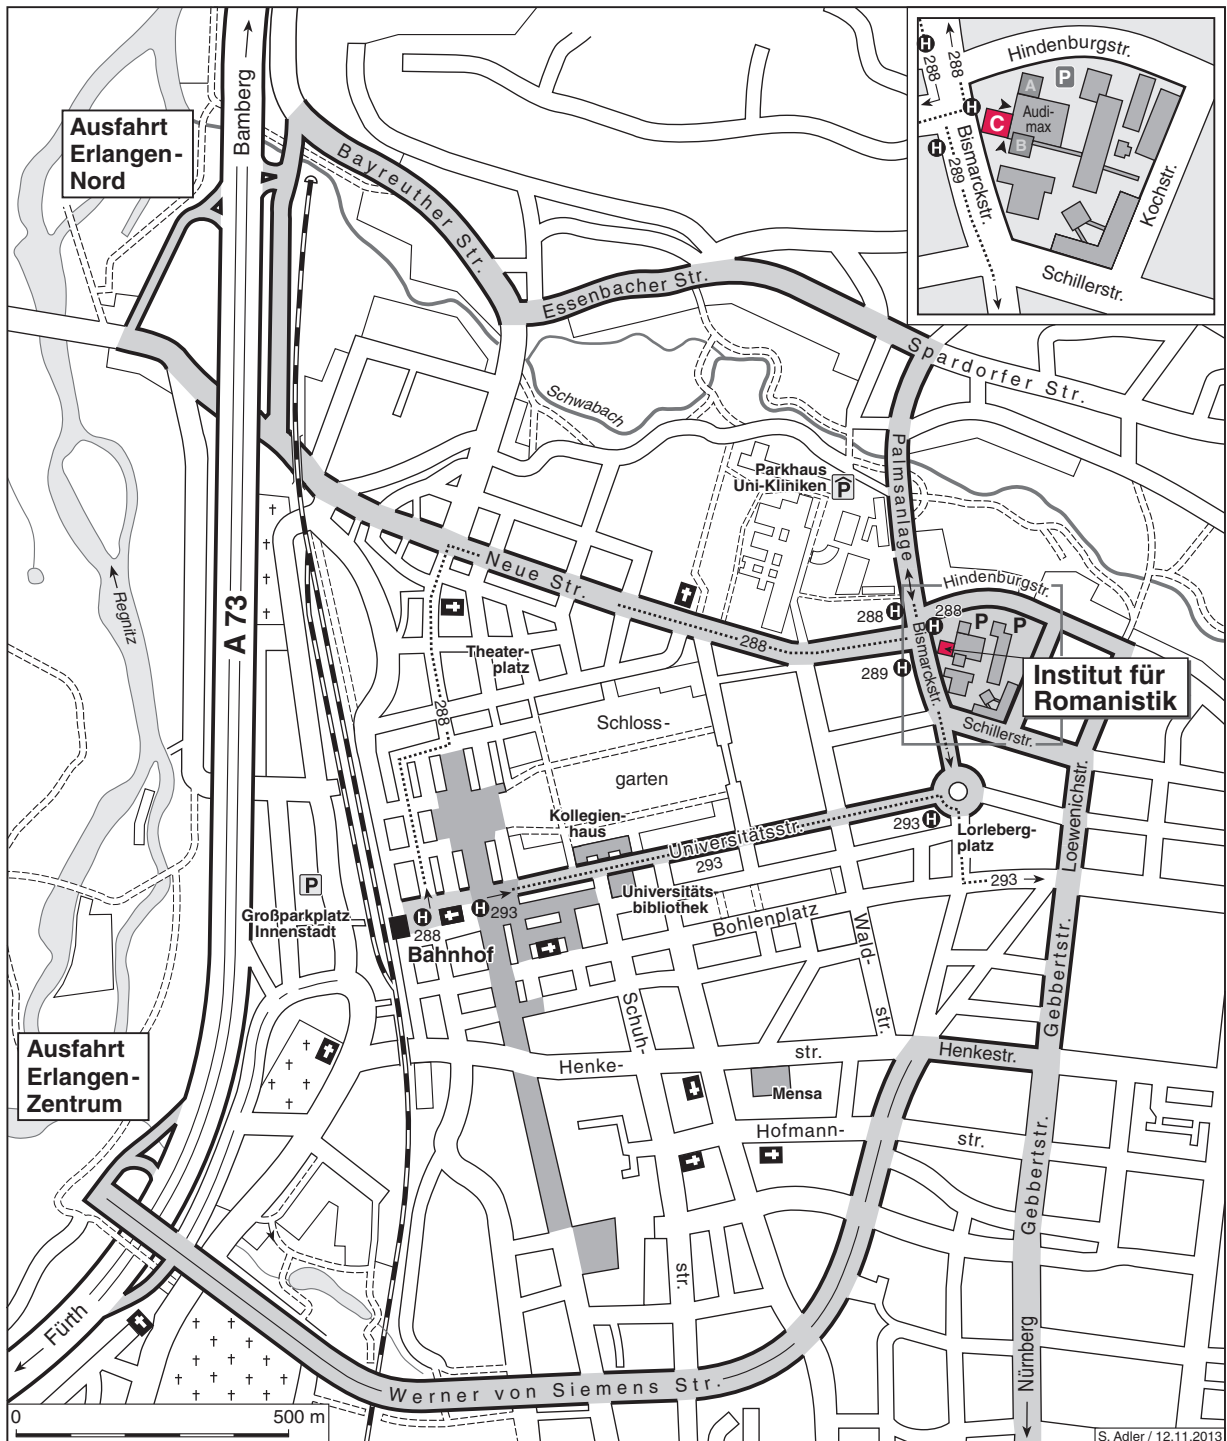 Bamberg
Ausfahrt
Erlangen-
Nord
Bayreuther Str.
Essenbacher Str.
Spardorfer Str.
Schwabach
Parkhaus
Uni-Kliniken
P
Palmsanlage
Hindenburgstr.
H
288
H
288
P
P
289
H
Bismarckstr.
Institut für
Romanistik
Schillerstr.
A 73
Regnitz
Neue Str.
288
Theater-
platz
288
Schloss-
garten
Kollegien-
haus
Universitätsstr.
293
293
H
Lorleberg-
platz
293
Loewenichstr.
P
Großparkplatz
Innenstadt
H
288
H
293
Bahnhof
Universitäts-
bibliothek
Bohlenplatz
Wald-
str.
Gebbertstr.
Schuh-
Henke-
str.
Henkestr.
Mensa
Hofmann-
str.
Gebbertstr.
str.
Ausfahrt
Erlangen-
Zentrum
Fürth
Werner von Siemens Str.
Nürnberg
0
500 m
S. Adler / 12.11.2013
H
288
288
Hindenburgstr.
A
P
H
C
Audi-
max
B
H
289
Bismarckstr.
Kochstr.
Schillerstr.